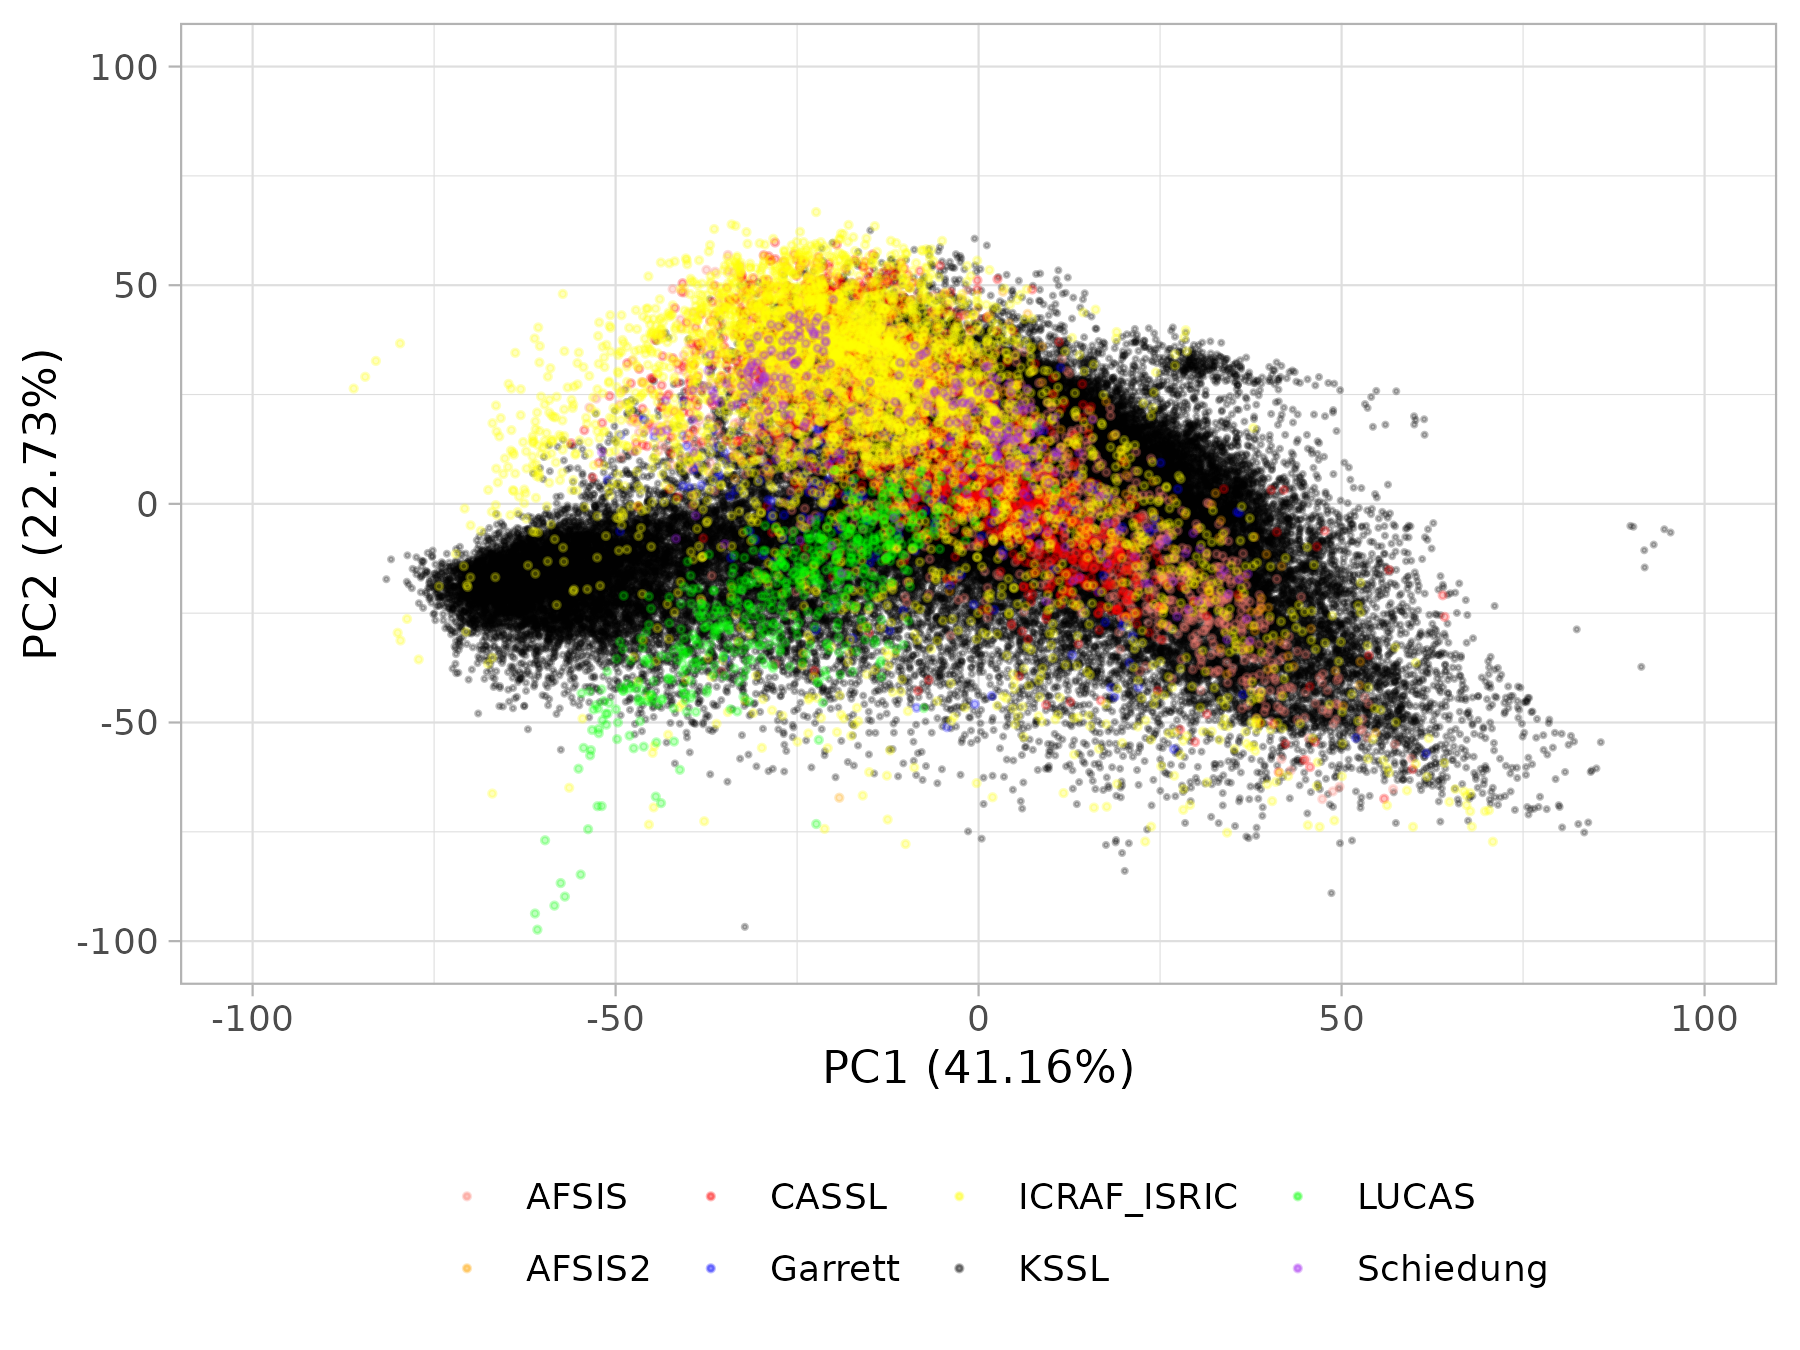 100
50
0
-50
-100
PC2 (22.73%)
-100 -50 0 50 100
PC1 (41.16%)
AFSIS CASSL ICRAF_ISRIC LUCAS
AFSIS2 Garrett KSSL Schiedung